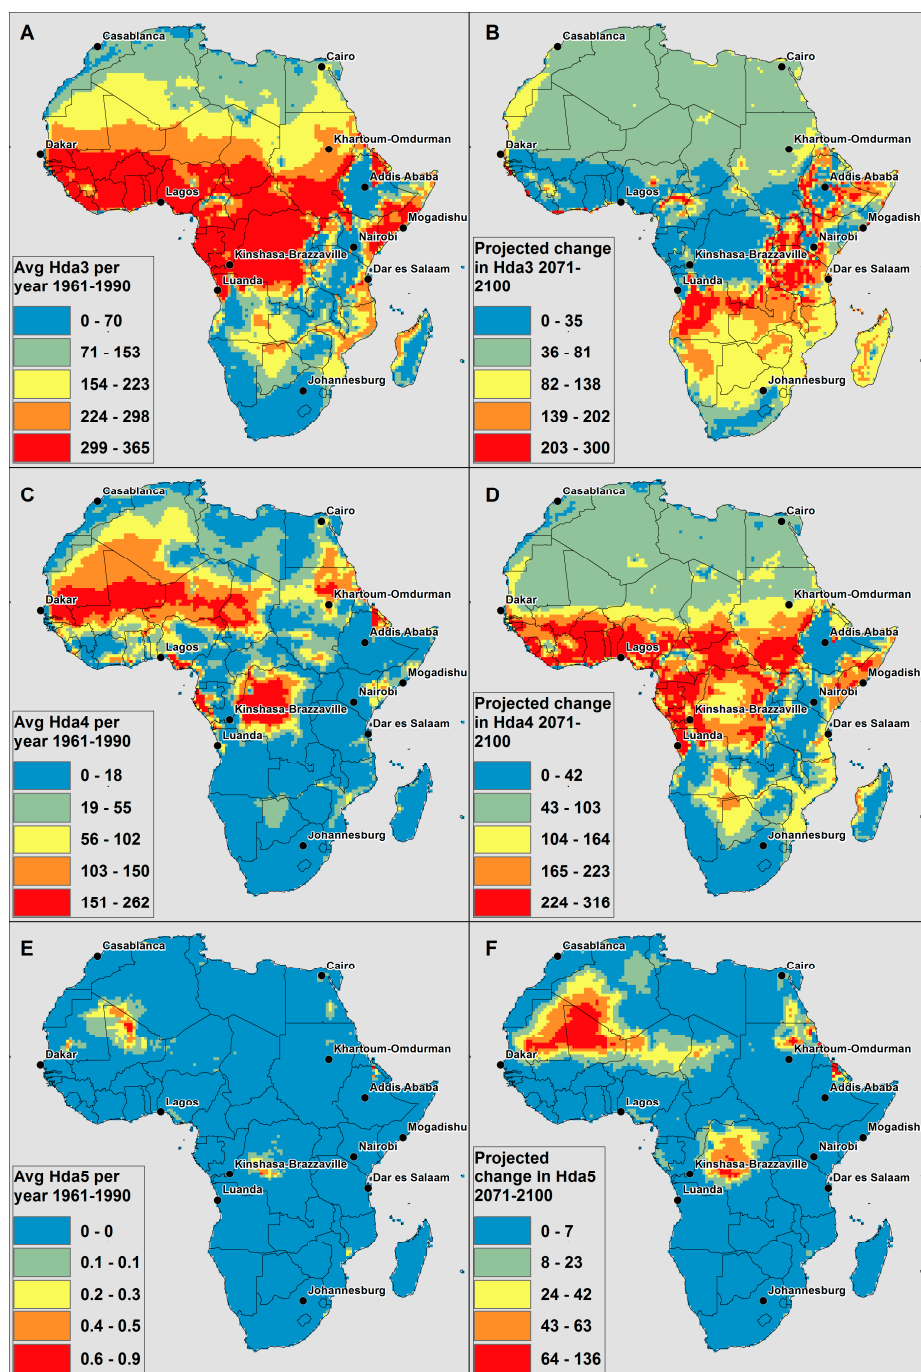 A
Casablanca
Cairo
Dakar
Khartoum-Omdurman
Addis Ababa
Lagos
Mogadishu
Nairobi
Kinshasa-Brazzaville
Dar es Salaam
Luanda
Johannesburg
Avg Hda3 per
year 1961-1990
0 - 70
71 - 153
154 - 223
224 - 298
299 - 365
B
Casablanca
Cairo
Dakar
Khartoum-Omdurman
Addis Ababa
Lagos
Mogadishu
Nairobi
Kinshasa-Brazzaville
Dar es Salaam
Luanda
Johannesburg
Projected change
in Hda3 2071-
2100
0 - 35
36 - 81
82 - 138
139 - 202
203 - 300
C
Casablanca
Cairo
Dakar
Khartoum-Omdurman
Addis Ababa
Lagos
Mogadishu
Nairobi
Kinshasa-Brazzaville
Dar es Salaam
Luanda
Johannesburg
Avg Hda4 per
year 1961-1990
0 - 18
19 - 55
56 - 102
103 - 150
151 - 262
D
Casablanca
Cairo
Dakar
Khartoum-Omdurman
Addis Ababa
Lagos
Mogadishu
Nairobi
Kinshasa-Brazzaville
Dar es Salaam
Luanda
Johannesburg
Projected change
in Hda4 2071-
2100
0 - 42
43 - 103
104 - 164
165 - 223
224 - 316
E
Casablanca
Cairo
Dakar
Khartoum-Omdurman
Addis Ababa
Lagos
Mogadishu
Nairobi
Kinshasa-Brazzaville
Dar es Salaam
Luanda
Johannesburg
Avg Hda5 per
year 1961-1990
0 - 0
0.1 - 0.1
0.2 - 0.3
0.4 - 0.5
0.6 - 0.9
F
Casablanca
Cairo
Dakar
Khartoum-Omdurman
Addis Ababa
Lagos
Mogadishu
Nairobi
Kinshasa-Brazzaville
Dar es Salaam
Luanda
Johannesburg
Projected
change in Hda5
2071-2100
0 - 7
8 - 23
24 - 42
43 - 63
64 - 136